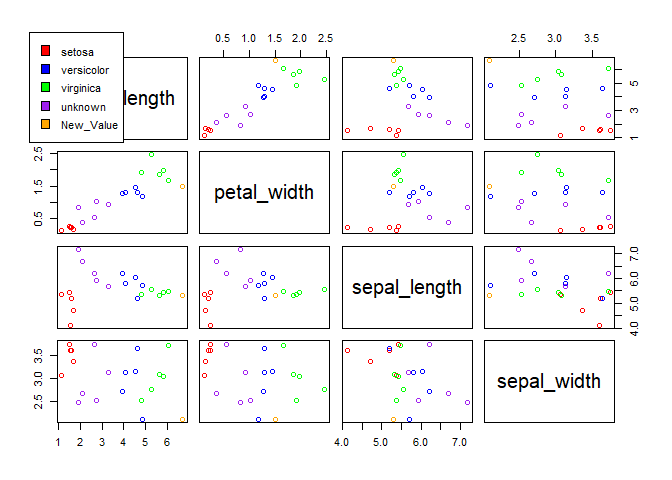 0.5 1.0 1.5 2.0 2.5
2.5 3.0 3.5
setosa
versicolor
virginica
unknown
New_Value
_length
1 3 5
0.5 1.5 2.5
petal_width
sepal_length
4.0 5.0 6.0 7.0
2.5 3.0 3.5
sepal_width
1 2 3 4 5 6
4.0 5.0 6.0 7.0